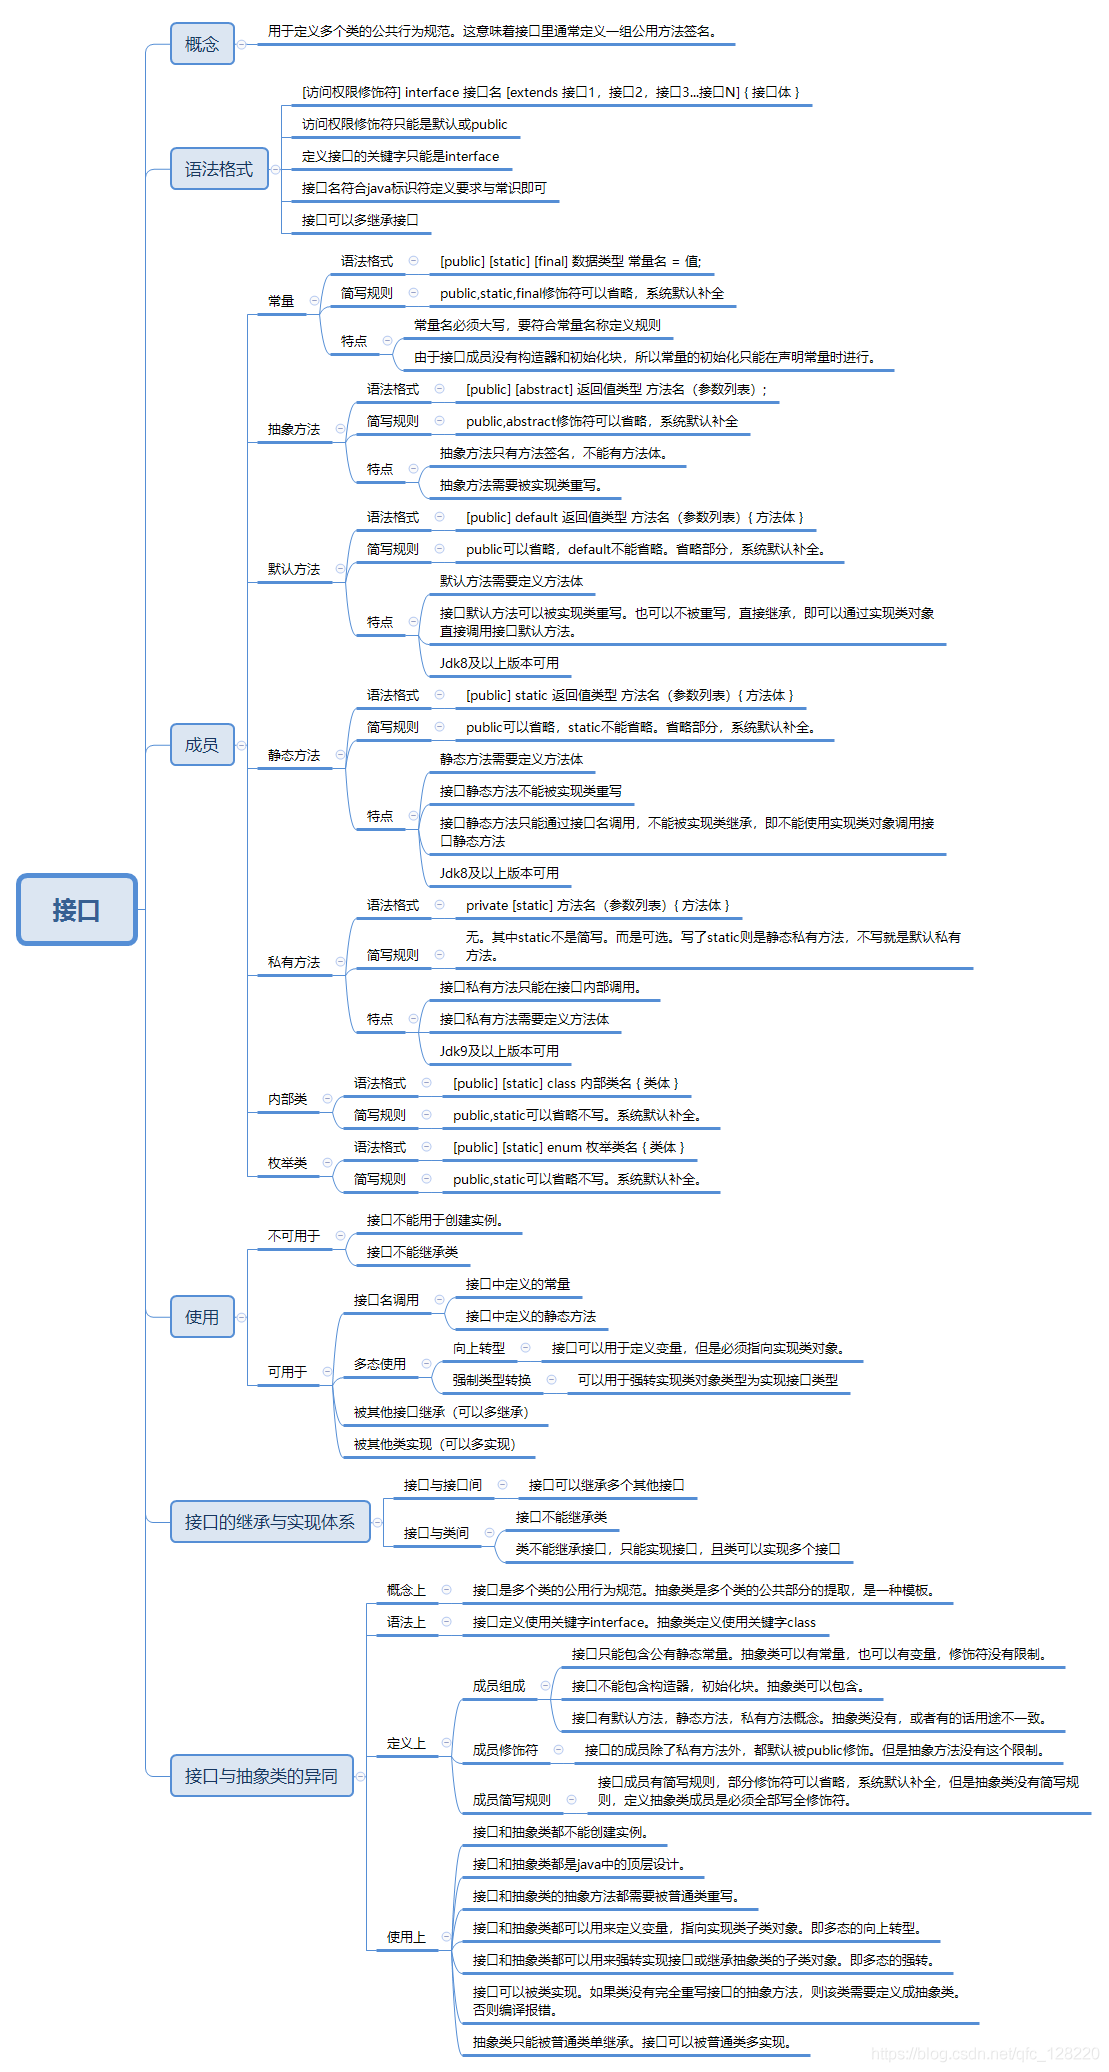 接口
概念
用于定义多个类的公共行为规范。这意味着接口里通常定义一组公用方法签名。
语法格式
[访问权限修饰符] interface 接口名 [extends 接口1，接口2，接口3...接口N] { 接口体 }
访问权限修饰符只能是默认或public
定义接口的关键字只能是interface
接口名符合java标识符定义要求与常识即可
接口可以多继承接口
成员
常量
语法格式
[public] [static] [final] 数据类型 常量名 = 值;
简写规则
public,static,final修饰符可以省略，系统默认补全
特点
常量名必须大写，要符合常量名称定义规则
由于接口成员没有构造器和初始化块，所以常量的初始化只能在声明常量时进行。
抽象方法
语法格式
[public] [abstract] 返回值类型 方法名（参数列表）;
简写规则
public,abstract修饰符可以省略，系统默认补全
特点
抽象方法只有方法签名，不能有方法体。
抽象方法需要被实现类重写。
默认方法
语法格式
[public] default 返回值类型 方法名（参数列表）{ 方法体 }
简写规则
public可以省略，default不能省略。省略部分，系统默认补全。
特点
默认方法需要定义方法体
接口默认方法可以被实现类重写。也可以不被重写，直接继承，即可以通过实现类对象
直接调用接口默认方法。
Jdk8及以上版本可用
静态方法
语法格式
[public] static 返回值类型 方法名（参数列表）{ 方法体 }
简写规则
public可以省略，static不能省略。省略部分，系统默认补全。
特点
静态方法需要定义方法体
接口静态方法不能被实现类重写
接口静态方法只能通过接口名调用，不能被实现类继承，即不能使用实现类对象调用接
口静态方法
Jdk8及以上版本可用
私有方法
语法格式
private [static] 方法名（参数列表）{ 方法体 }
简写规则
无。其中static不是简写。而是可选。写了static则是静态私有方法，不写就是默认私有
方法。
特点
接口私有方法只能在接口内部调用。
接口私有方法需要定义方法体
Jdk9及以上版本可用
内部类
语法格式
[public] [static] class 内部类名 { 类体 }
简写规则
public,static可以省略不写。系统默认补全。
枚举类
语法格式
[public] [static] enum 枚举类名 { 类体 }
简写规则
public,static可以省略不写。系统默认补全。
使用
不可用于
接口不能用于创建实例。
接口不能继承类
可用于
接口名调用
接口中定义的常量
接口中定义的静态方法
多态使用
向上转型
接口可以用于定义变量，但是必须指向实现类对象。
强制类型转换
可以用于强转实现类对象类型为实现接口类型
被其他接口继承（可以多继承）
被其他类实现（可以多实现）
接口的继承与实现体系
接口与接口间
接口可以继承多个其他接口
接口与类间
接口不能继承类
类不能继承接口，只能实现接口，且类可以实现多个接口
接口与抽象类的异同
概念上
接口是多个类的公用行为规范。抽象类是多个类的公共部分的提取，是一种模板。
语法上
接口定义使用关键字interface。抽象类定义使用关键字class
定义上
成员组成
接口只能包含公有静态常量。抽象类可以有常量，也可以有变量，修饰符没有限制。
接口不能包含构造器，初始化块。抽象类可以包含。
接口有默认方法，静态方法，私有方法概念。抽象类没有，或者有的话用途不一致。
成员修饰符
接口的成员除了私有方法外，都默认被public修饰。但是抽象方法没有这个限制。
成员简写规则
接口成员有简写规则，部分修饰符可以省略，系统默认补全，但是抽象类没有简写规
则，定义抽象类成员是必须全部写全修饰符。
使用上
接口和抽象类都不能创建实例。
接口和抽象类都是java中的顶层设计。
接口和抽象类的抽象方法都需要被普通类重写。
接口和抽象类都可以用来定义变量，指向实现类子类对象。即多态的向上转型。
接口和抽象类都可以用来强转实现接口或继承抽象类的子类对象。即多态的强转。
接口可以被类实现。如果类没有完全重写接口的抽象方法，则该类需要定义成抽象类。
否则编译报错。
抽象类只能被普通类单继承。接口可以被普通类多实现。
https://blog.csdn.net/qfc_128220